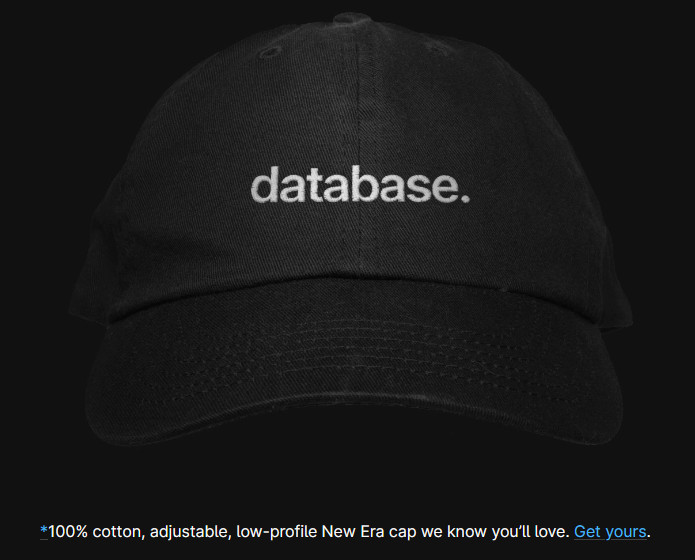 database.
*100% cotton, adjustable, low-profile New Era cap we know you’ll love. Get yours.